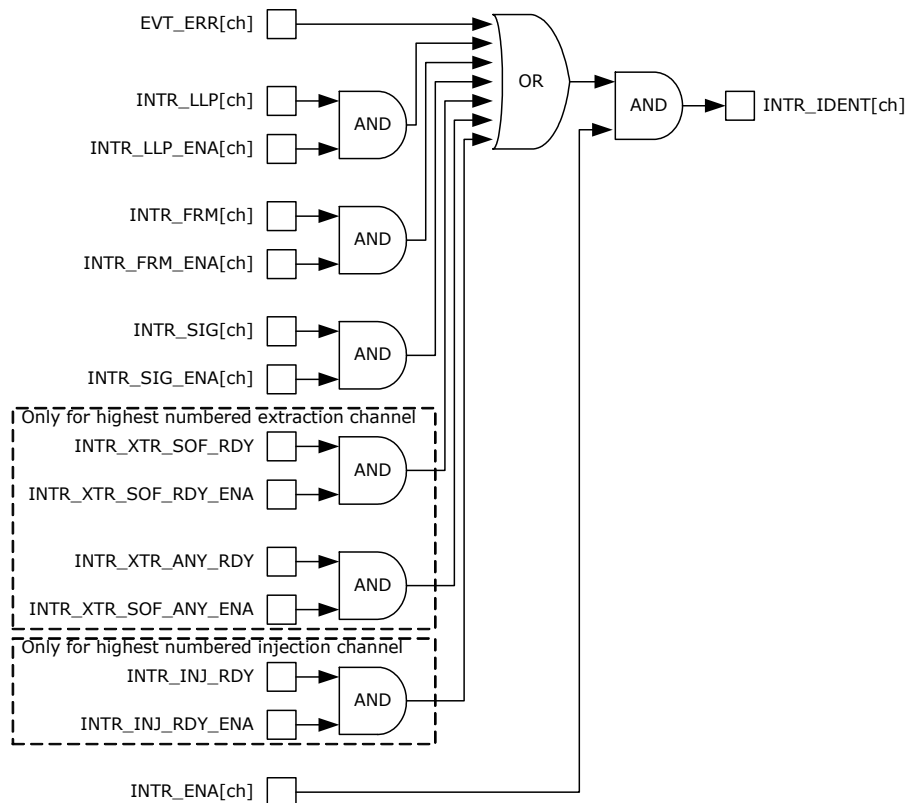 EVT_ERR[ch]
OR
INTR_LLP[ch]
AND
INTR_LLP_ENA[ch]
AND
INTR_IDENT[ch]
INTR_FRM[ch]
AND
INTR_FRM_ENA[ch]
INTR_SIG[ch]
AND
INTR_SIG_ENA[ch]
Only for highest numbered extraction channel
INTR_XTR_SOF_RDY
AND
INTR_XTR_SOF_RDY_ENA
INTR_XTR_ANY_RDY
AND
INTR_XTR_SOF_ANY_ENA
Only for highest numbered injection channel
INTR_INJ_RDY
AND
INTR_INJ_RDY_ENA
INTR_ENA[ch]